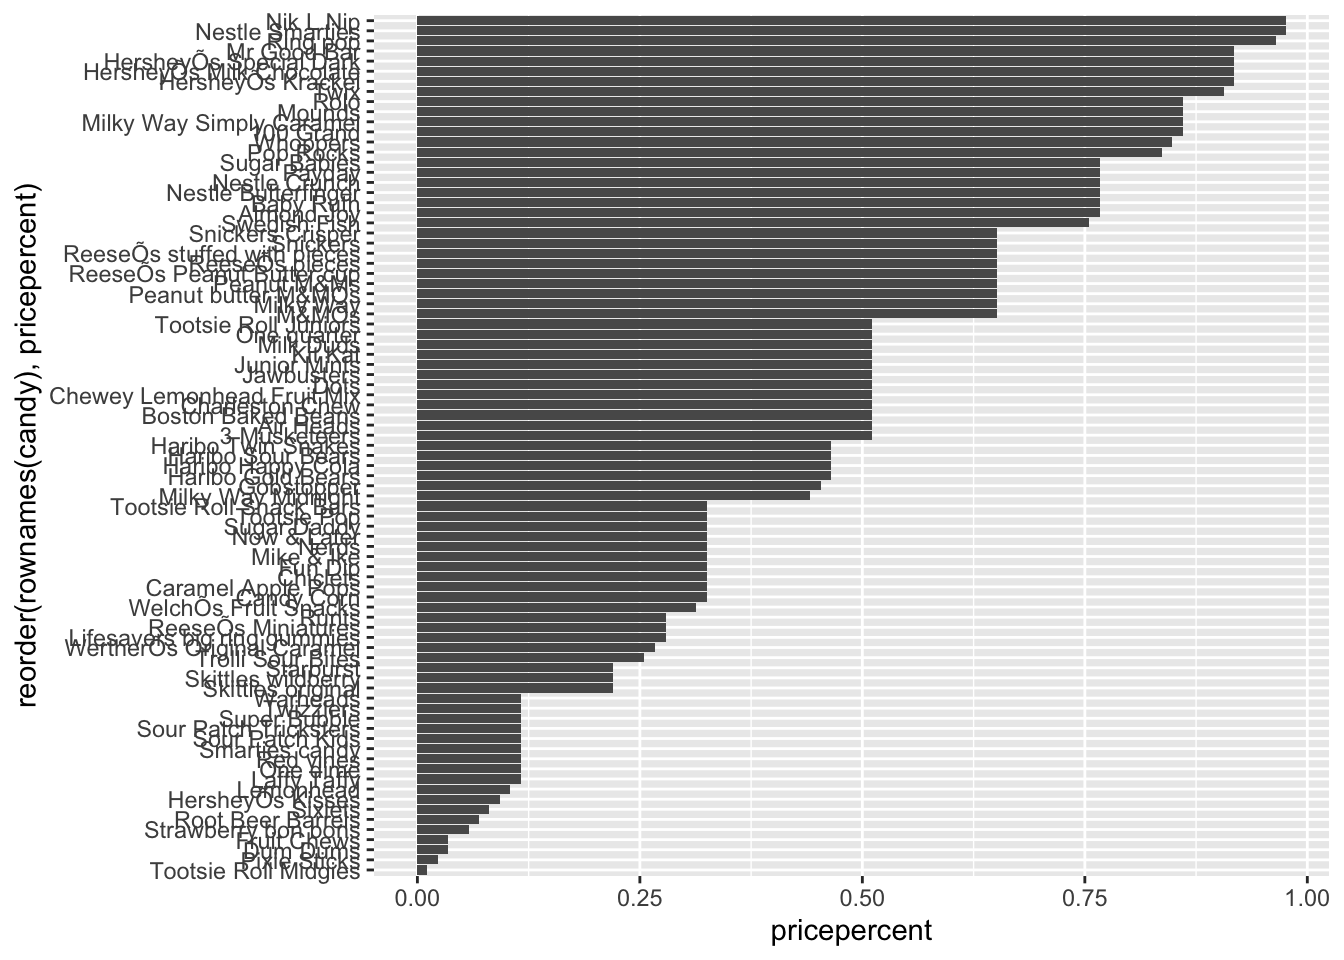 Nik L Nip
Nestle Smarties
Ring pop
Mr Good Bar
HersheyÕs Special Dark
HersheyÕs Milk Chocolate
HersheyÕs Krackel
Twix
Rolo
Mounds
Milky Way Simply Caramel
100 Grand
Whoppers
Pop Rocks
Sugar Babies
Payday
Nestle Crunch
Nestle Butterfinger
Baby Ruth
Almond Joy
Swedish Fish
Snickers Crisper
Snickers
ReeseÕs stuffed with pieces
ReeseÕs pieces
ReeseÕs Peanut Butter cup
Peanut M&Ms
Peanut butter M&MÕs
Milky Way
M&MÕs
Tootsie Roll Juniors
One quarter
Milk Duds
Kit Kat
Junior Mints
Jawbusters
Dots
Chewey Lemonhead Fruit Mix
Charleston Chew
Boston Baked Beans
Air Heads
3 Musketeers
Haribo Twin Snakes
Haribo Sour Bears
Haribo Happy Cola
Haribo Gold Bears
Gobstopper
Milky Way Midnight
Tootsie Roll Snack Bars
Tootsie Pop
Sugar Daddy
Now & Later
Nerds
Mike & Ike
Fun Dip
Chiclets
Caramel Apple Pops
Candy Corn
WelchÕs Fruit Snacks
Runts
ReeseÕs Miniatures
Lifesavers big ring gummies
WertherÕs Original Caramel
Trolli Sour Bites
Starburst
Skittles wildberry
Skittles original
Warheads
Twizzlers
Super Bubble
Sour Patch Tricksters
Sour Patch Kids
Smarties candy
Red vines
One dime
Laffy Taffy
Lemonhead
HersheyÕs Kisses
Sixlets
Root Beer Barrels
Strawberry bon bons
Fruit Chews
Dum Dums
Pixie Sticks
Tootsie Roll Midgies
reorder(rownames(candy), pricepercent)
0.00 0.25 0.50 0.75 1.00
pricepercent